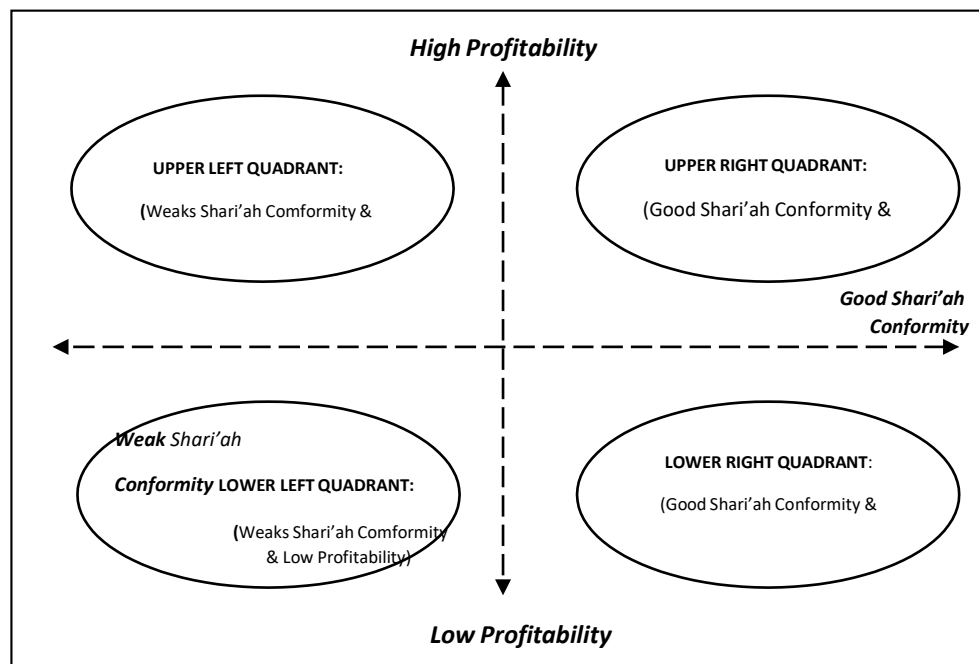 High Profitability
UPPER LEFT QUADRANT:
(Weaks Shari’ah Comformity &
UPPER RIGHT QUADRANT:
(Good Shari’ah Conformity &
Good Shari’ah
Conformity
Weak Shari’ah
Conformity LOWER LEFT QUADRANT:
(Weaks Shari’ah Comformity
& Low Profitability)
LOWER RIGHT QUADRANT:
(Good Shari’ah Conformity &
Low Profitability